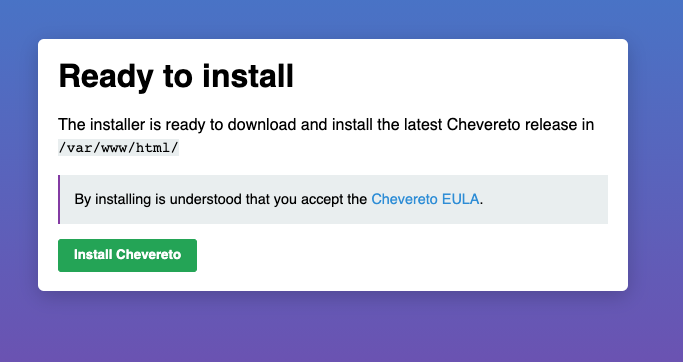 Ready to install
The installer is ready to download and install the latest Chevereto release in
/var/www/html/
By installing is understood that you accept the Chevereto EULA.
Install Chevereto